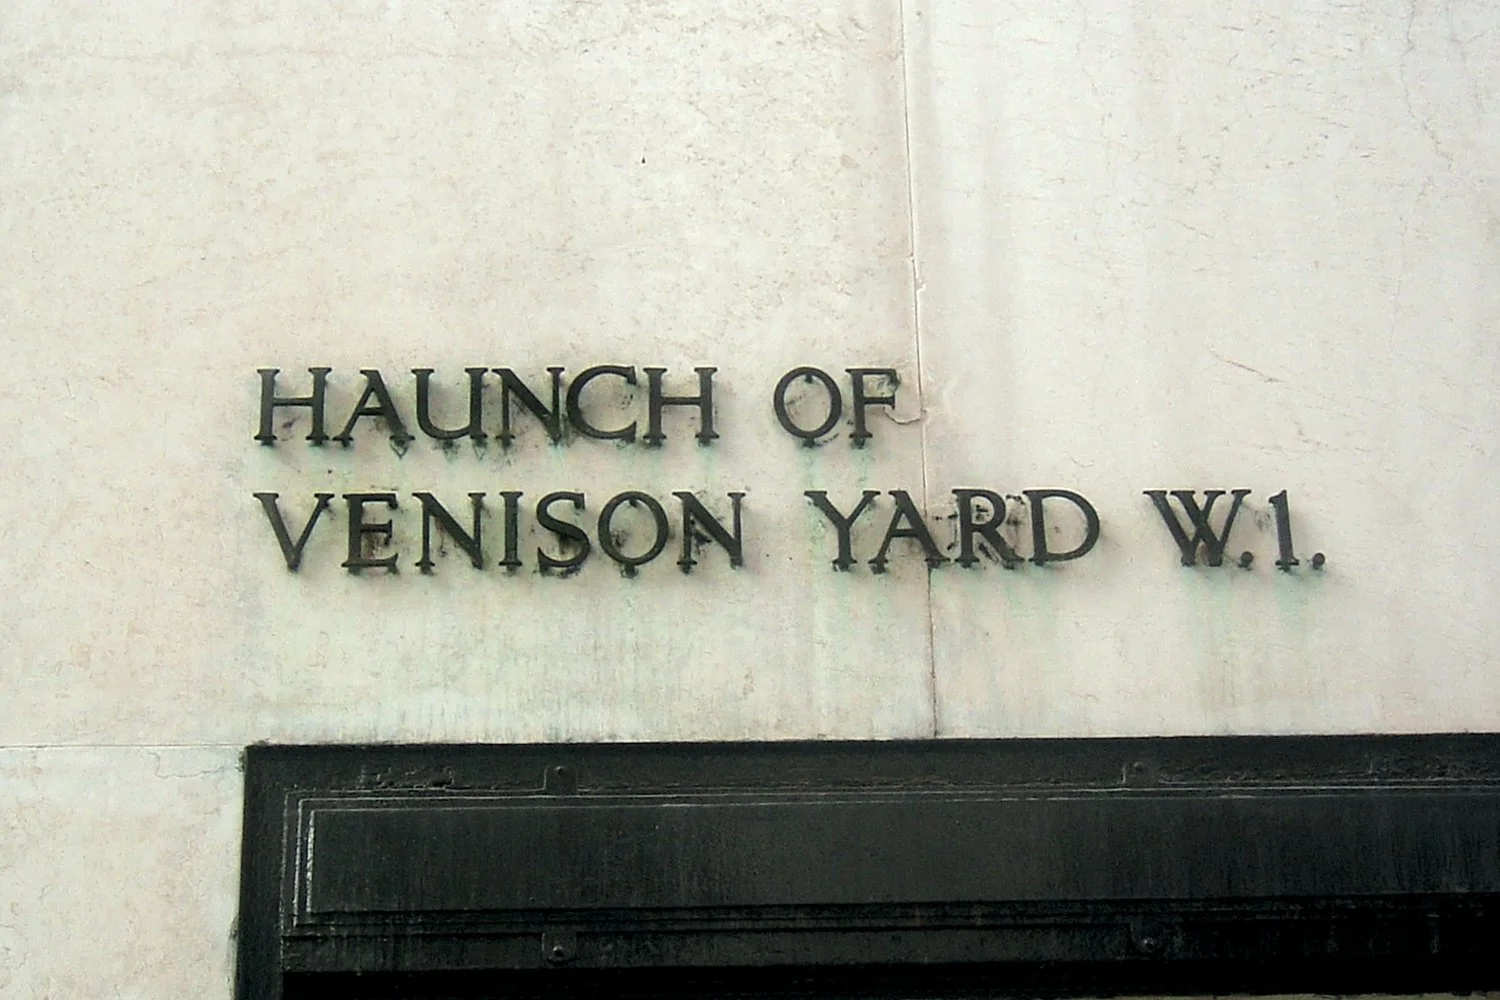 HAUNCH OF
VENISON YARD W.1.